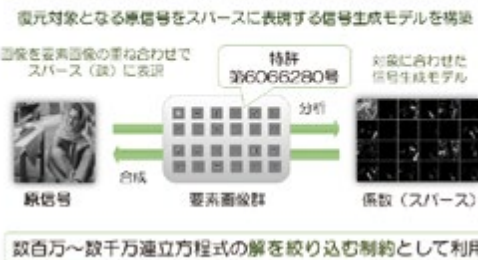 復元対象となる原信号をスパースに表現する信号生成モデルを構築
画像を要素画像の重ね合わせで
スパース（疎）に表現
特許
第6066280号
対象に合わせた
信号生成モデル
分析
合成
原信号
要素画像群
係数（スパース）
数百万～数千万連立方程式の解を絞り込む制約として利用